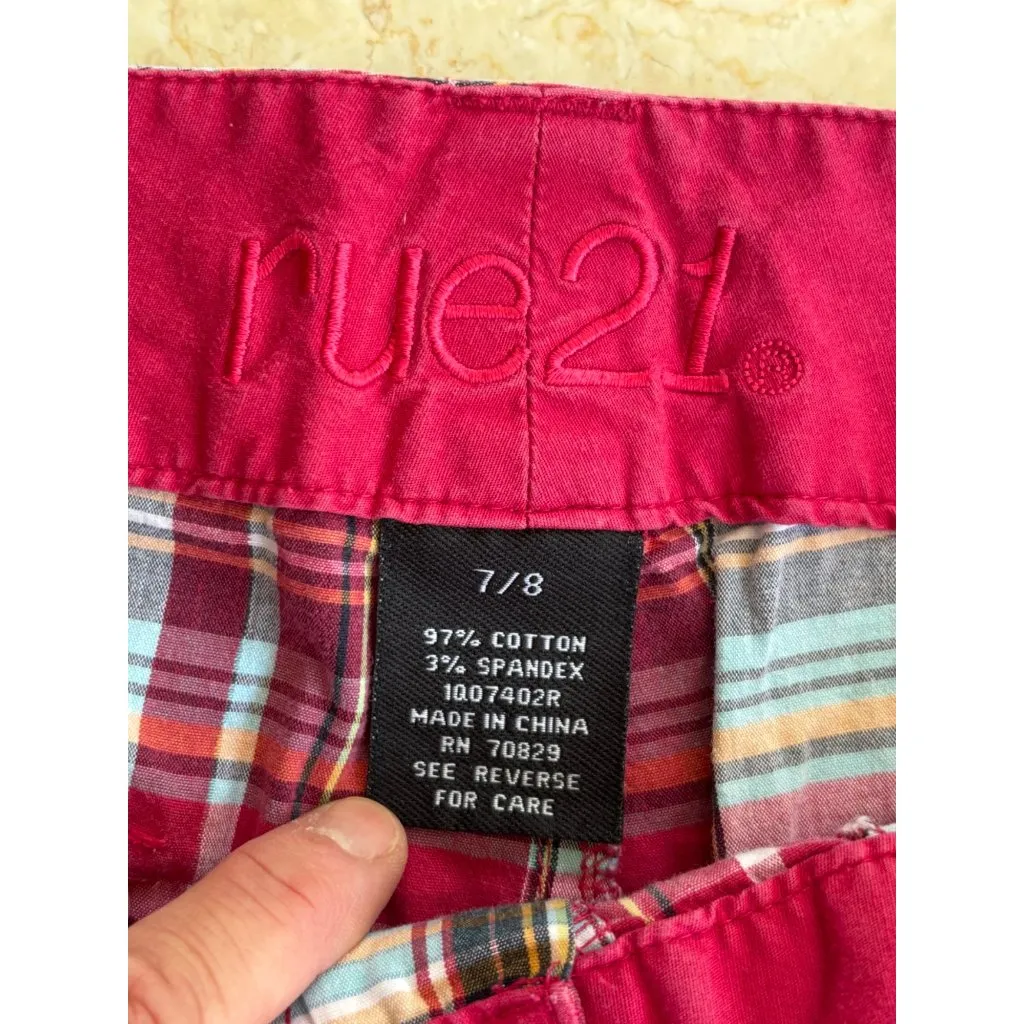 rue21®
7/8
97% COTTON
3% SPANDEX
1Q07402R
MADE IN CHINA
RN 70829
SEE REVERSE
FOR CARE